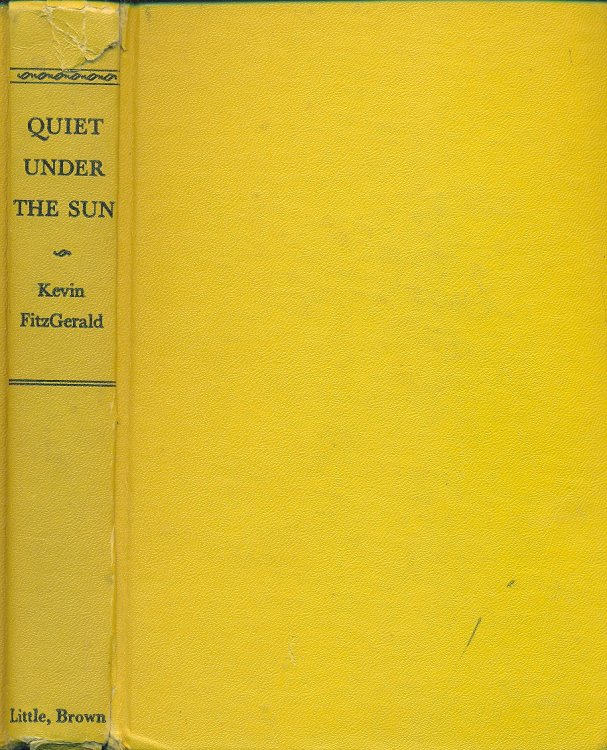 QUIET
UNDER
THE SUN
Kevin
FitzGerald
Little, Brown